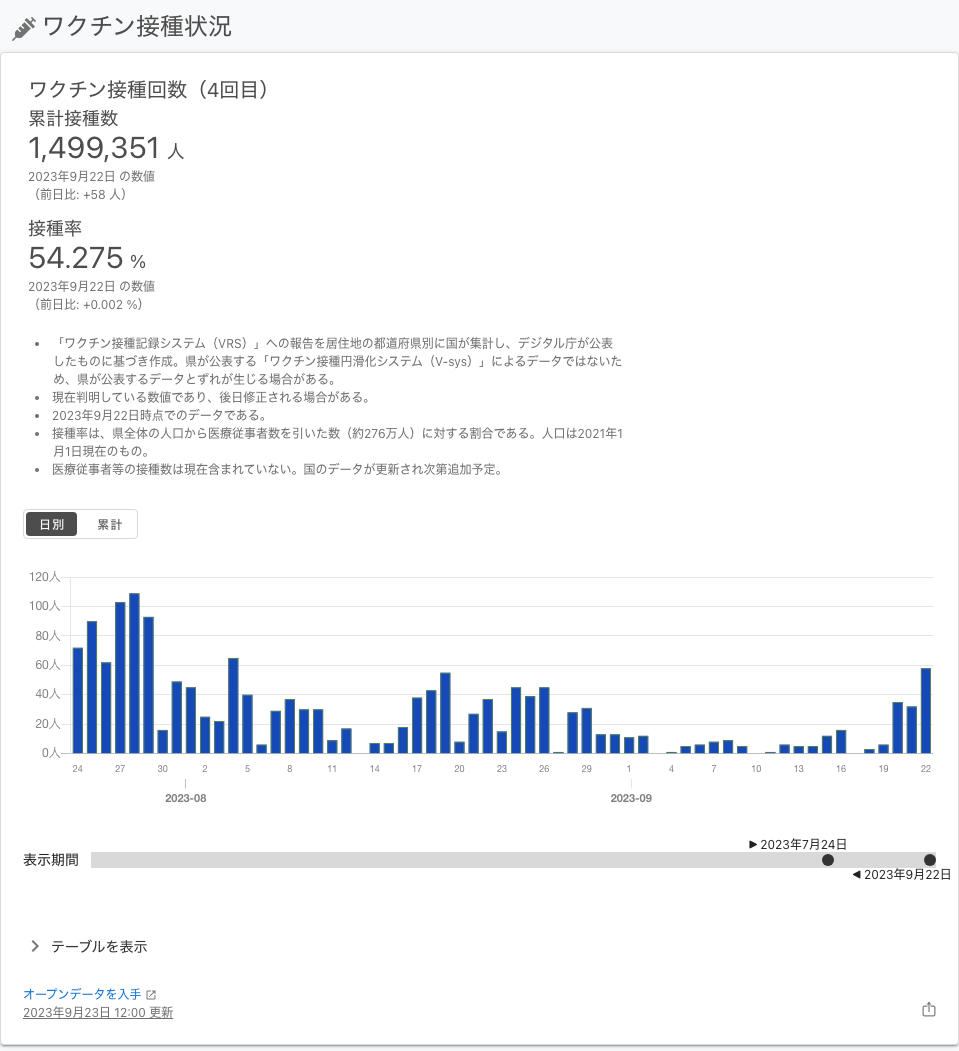 ワクチン接種状況
ワクチン接種回数（4回目）
累計接種数
1,499,351 人
2023年9月22日 の数値
（前日比: +58 人）
接種率
54.275 %
2023年9月22日 の数値
（前日比: +0.002 %）
• 「ワクチン接種記録システム（VRS）」への報告を居住地の都道府県別に国が集計し、デジタル庁が公表
したものに基づき作成。県が公表する「ワクチン接種円滑化システム（V-sys）」によるデータではないた
め、県が公表するデータとずれが生じる場合がある。
• 現在判明している数値であり、後日修正される場合がある。
• 2023年9月22日時点でのデータである。
• 接種率は、県全体の人口から医療従事者数を引いた数（約276万人）に対する割合である。人口は2021年1
月1日現在のもの。
• 医療従事者等の接種数は現在含まれていない。国のデータが更新され次第追加予定。
日別 累計
120人
100人
80人
60人
40人
20人
0人
24 27 30 2 5 8 11 14 17 20 23 26 29 1 4 7 10 13 16 19 22
2023-08 2023-09
▶ 2023年7月24日
表示期間
◀ 2023年9月22日
テーブルを表示
オープンデータを入手
2023年9月23日 12:00 更新